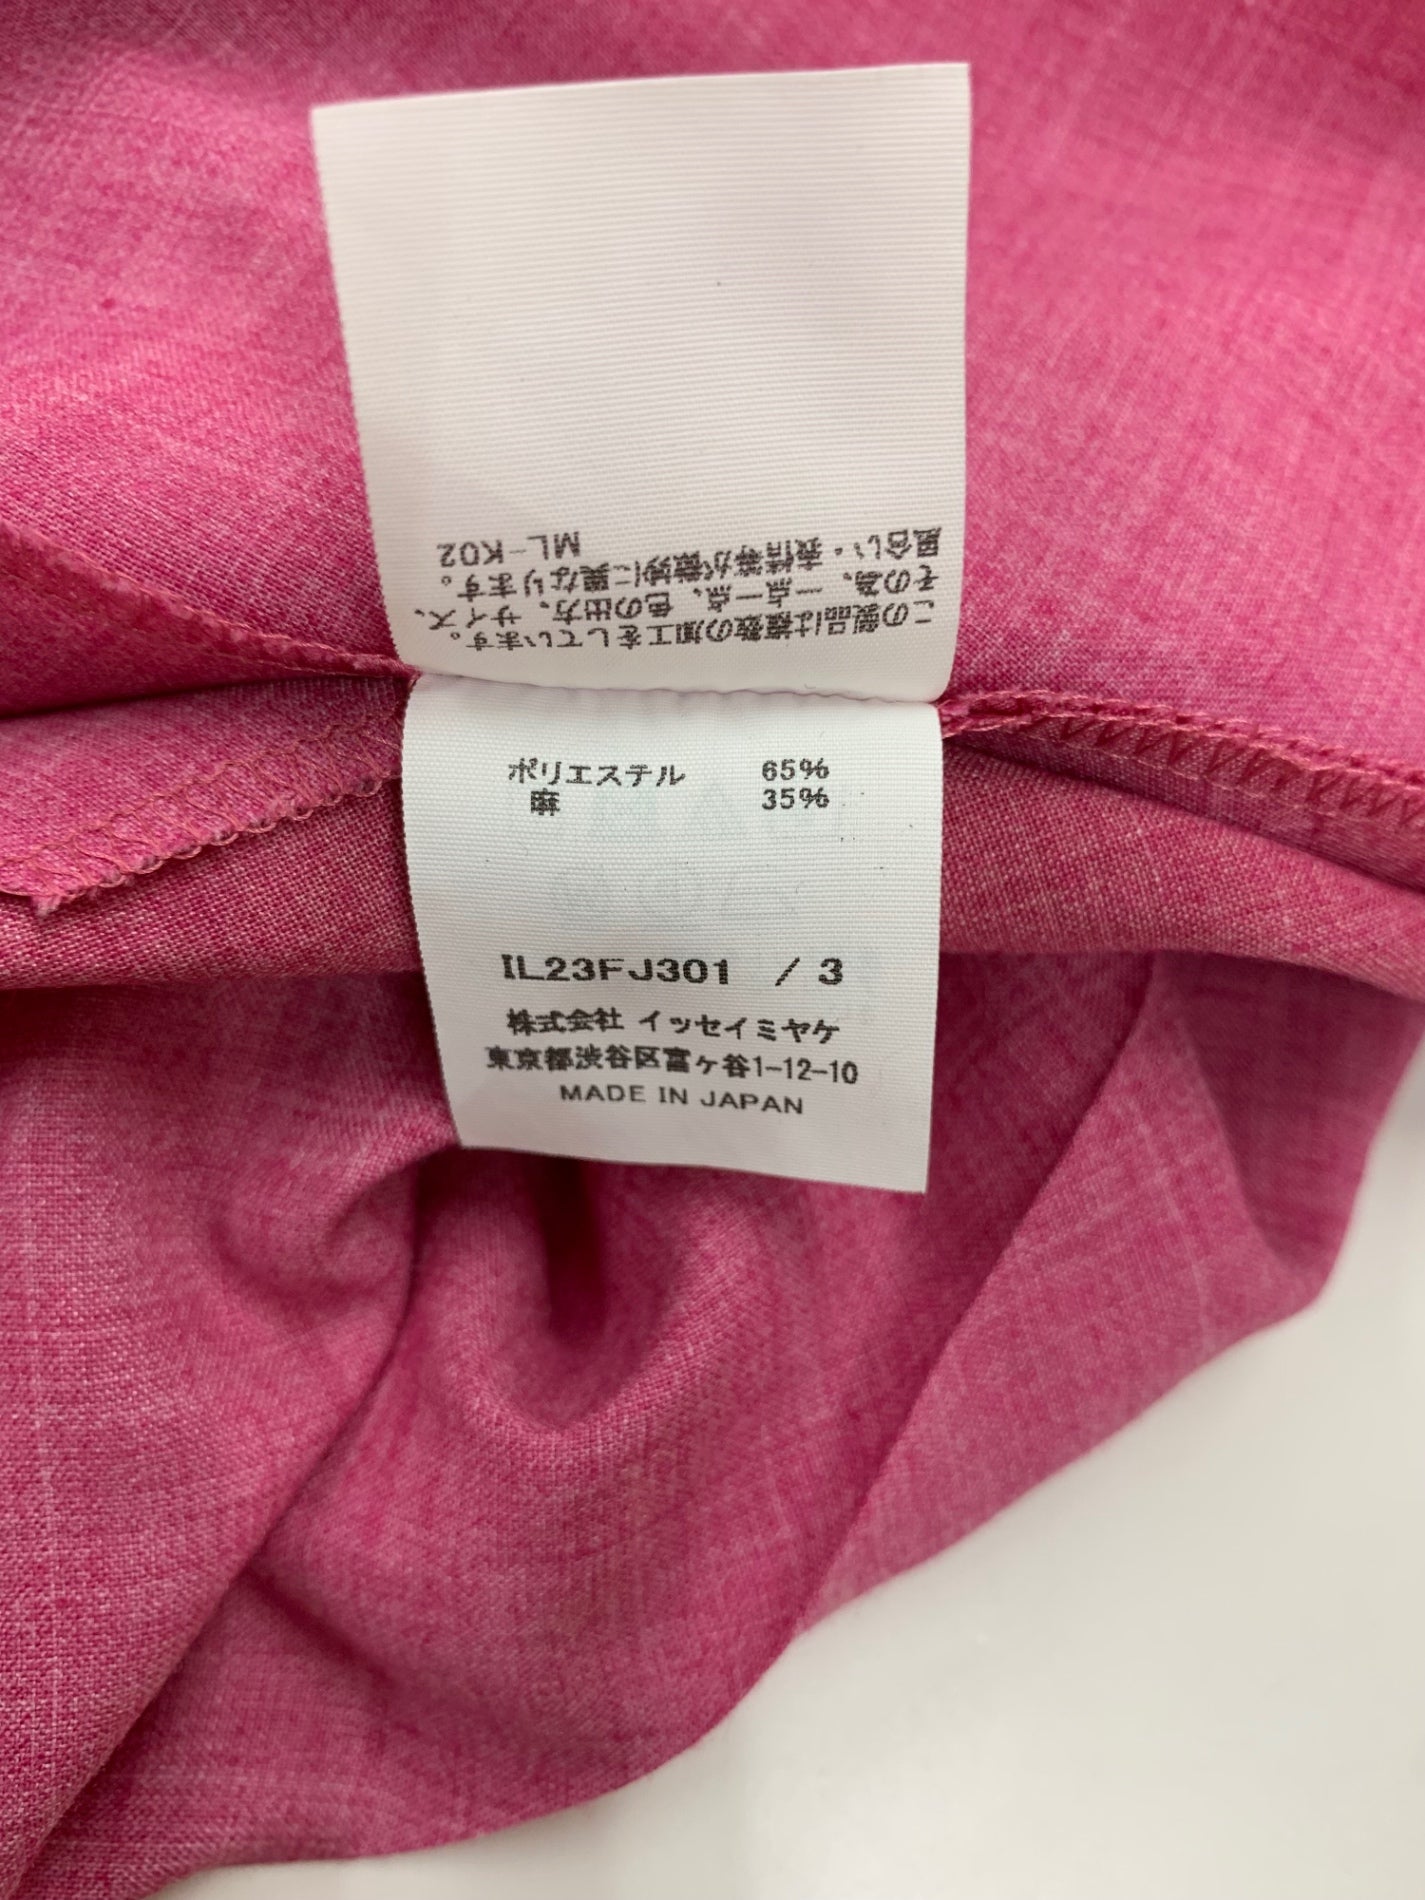 この製品は複数の加工をしています。
その為、一点一点、色の出方、サイズ、
風合い・表情等が微妙に異なります。
ML-K02
ポリエステル 65%
麻 35%
IL23FJ301 / 3
株式会社 イッセイミヤケ
東京都渋谷区富ヶ谷1-12-10
MADE IN JAPAN